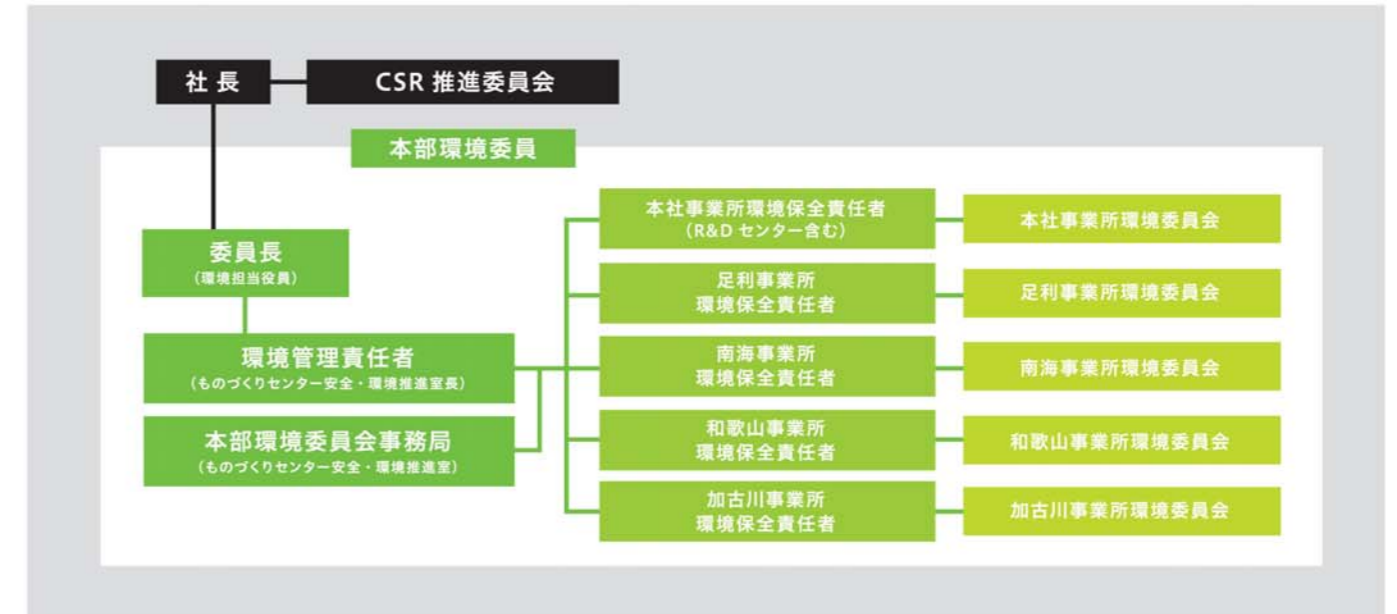 社長
CSR 推進委員会
本部環境委員
委員長
（環境担当役員）
環境管理責任者
（ものづくりセンター安全・環境推進室長）
本部環境委員会事務局
（ものづくりセンター安全・環境推進室）
本社事業所環境保全責任者
（R&D センター含む）
本社事業所環境委員会
足利事業所
環境保全責任者
足利事業所環境委員会
南海事業所
環境保全責任者
南海事業所環境委員会
和歌山事業所
環境保全責任者
和歌山事業所環境委員会
加古川事業所
環境保全責任者
加古川事業所環境委員会